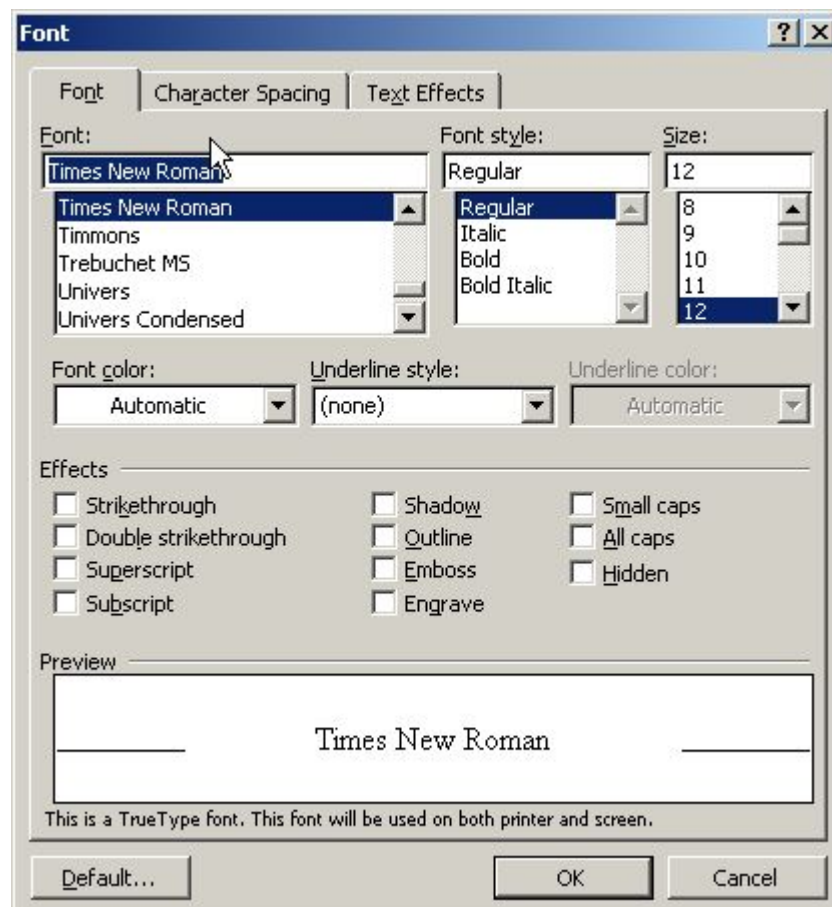 Font
Font Character Spacing Text Effects
Font: Font style: Size:
Times New Roman Regular 12
Times New Roman Regular 8
Timmons Italic 9
Trebuchet MS Bold 10
Univers Bold Italic 11
Univers Condensed 12
Font color: Underline style: Underline color:
Automatic (none) Automatic
Effects
Strikethrough Shadow Small caps
Double strikethrough Outline All caps
Superscript Emboss Hidden
Subscript Engrave
Preview
Times New Roman
This is a TrueType font. This font will be used on both printer and screen.
Default... OK Cancel